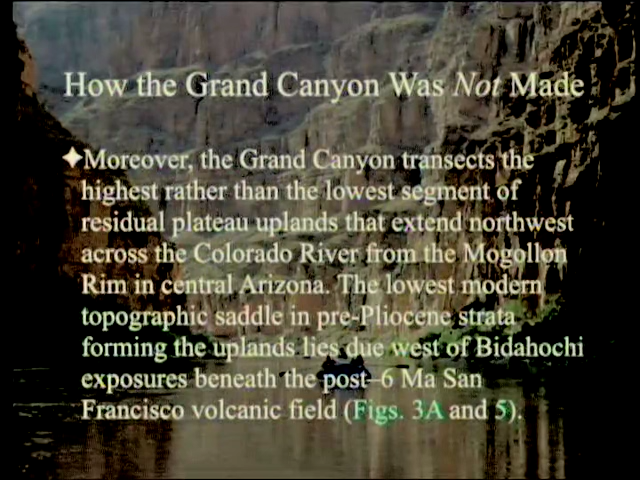 How the Grand Canyon Was Not Made
✦Moreover, the Grand Canyon transects the
highest rather than the lowest segment of
residual plateau uplands that extend northwest
across the Colorado River from the Mogollon
Rim in central Arizona. The lowest modern
topographic saddle in pre-Pliocene strata
forming the uplands lies due west of Bidahochi
exposures beneath the post–6 Ma San
Francisco volcanic field (Figs. 3A and 5).